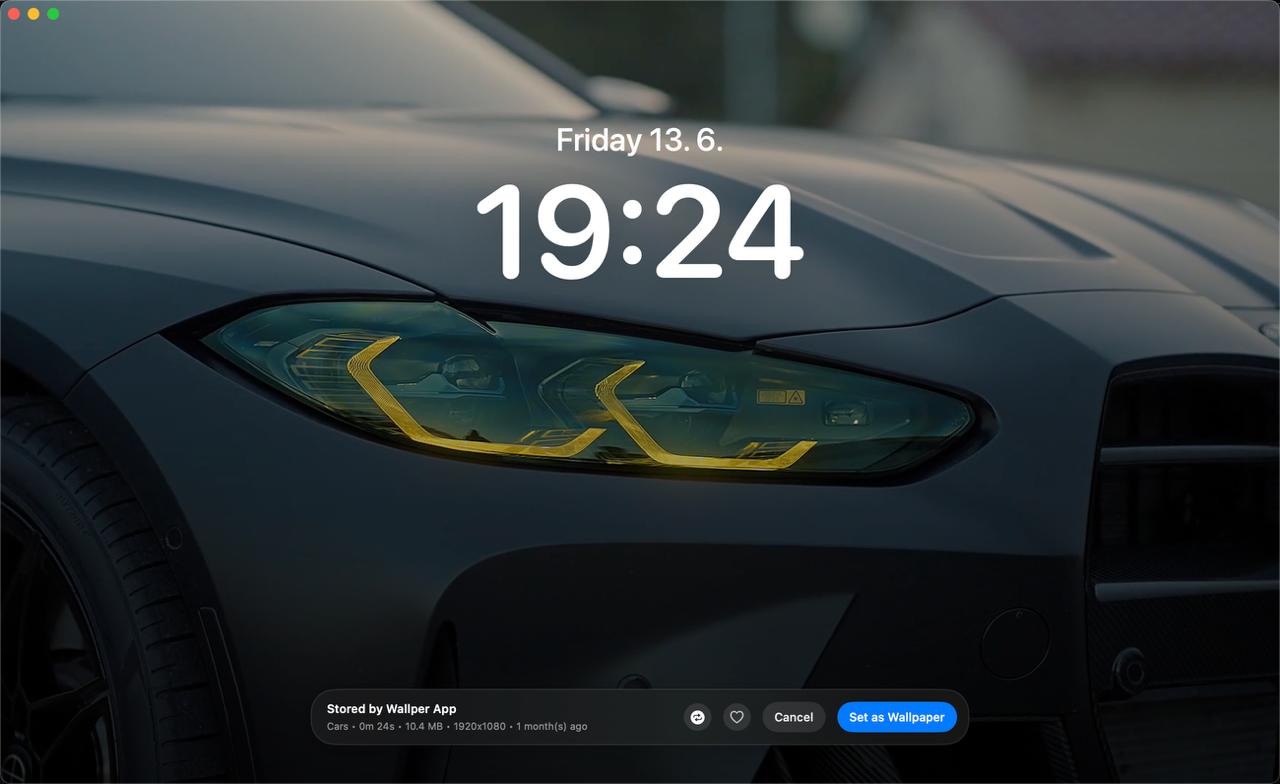 Friday 13. 6.
19:24
Stored by Wallper App
Cars • 0m 24s • 10.4 MB • 1920x1080 • 1 month(s) ago
Cancel
Set as Wallpaper